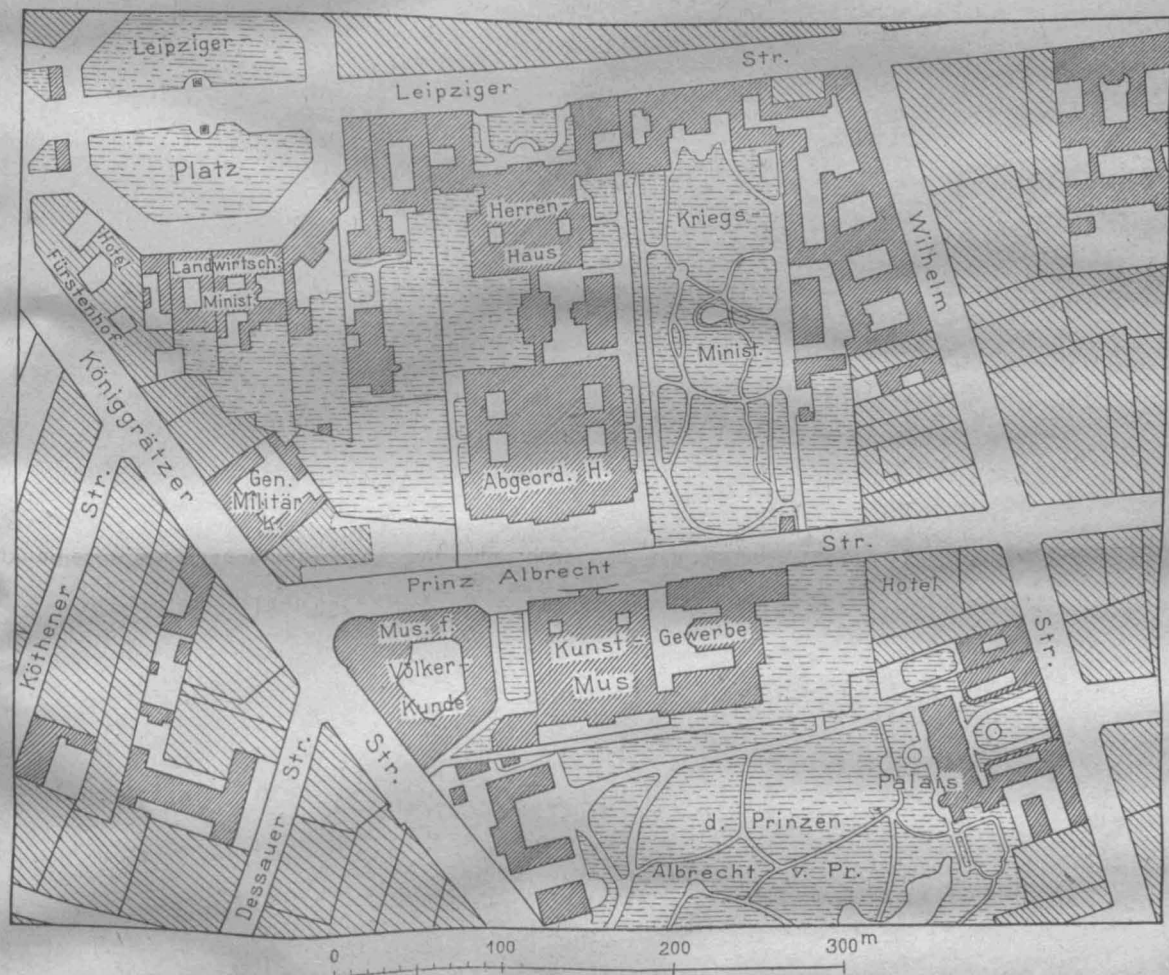 Leipziger-
Platz
Leipziger
Str.
Herren-
Haus
Kriegs-
Minist.
Wilhelm
Str.
Hotel
Fürstenhof
Landwirtsch.
Minist.
Königgrätzer
Str.
Gen.
Militär
K.
Abgeord. H.
Prinz Albrecht
Str.
Köthener
Str.
Dessauer
Str.
Mus. f.
Völker-
Kunde
Kunst-
Mus
Gewerbe
Hotel
Palais
d. Prinzen
Albrecht v. Pr.
0 100 200 300 m